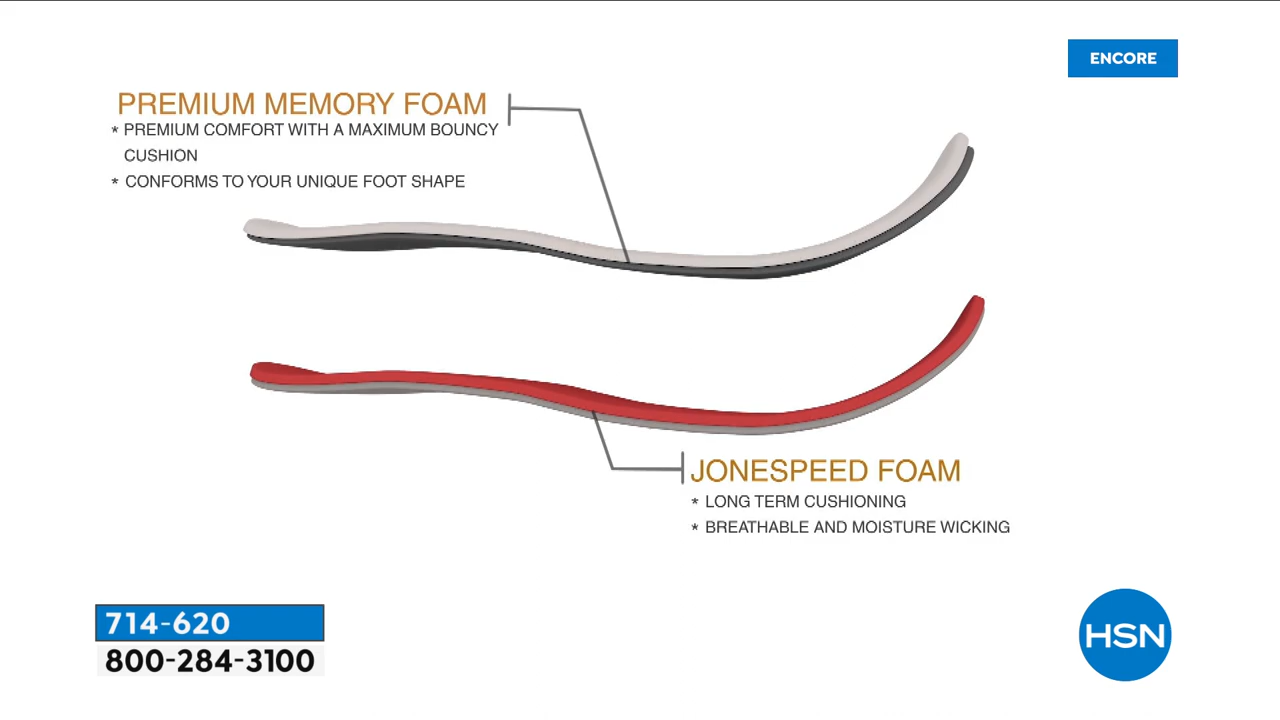 ENCORE
PREMIUM MEMORY FOAM
* PREMIUM COMFORT WITH A MAXIMUM BOUNCY
CUSHION
* CONFORMS TO YOUR UNIQUE FOOT SHAPE
JONESPEED FOAM
* LONG TERM CUSHIONING
* BREATHABLE AND MOISTURE WICKING
714-620
800-284-3100
HSN